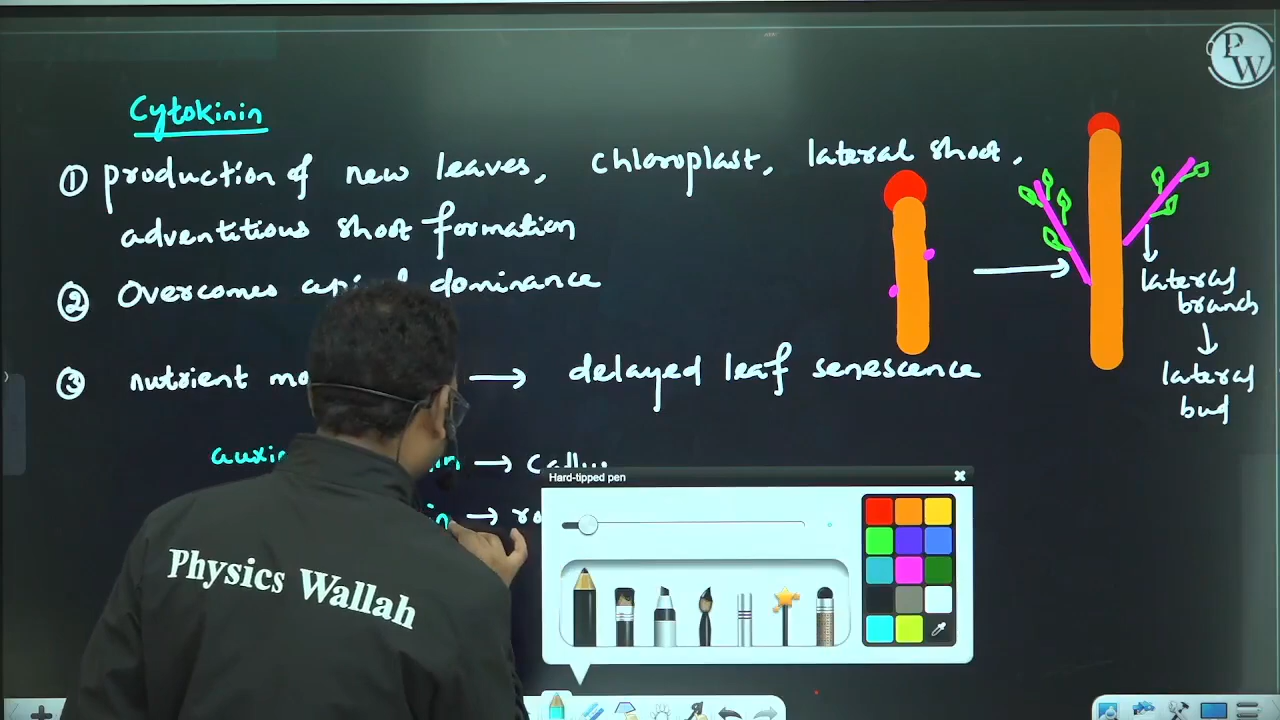 PW
Cytokinin
① production of new leaves, chloroplast, lateral shoot,
adventitious shoot formation
② Overcomes dominance
③ nutrient → delayed leaf senescence
lateral
branch
↓
lateral
bud
→
→
Hard-tipped pen
Physics Wallah